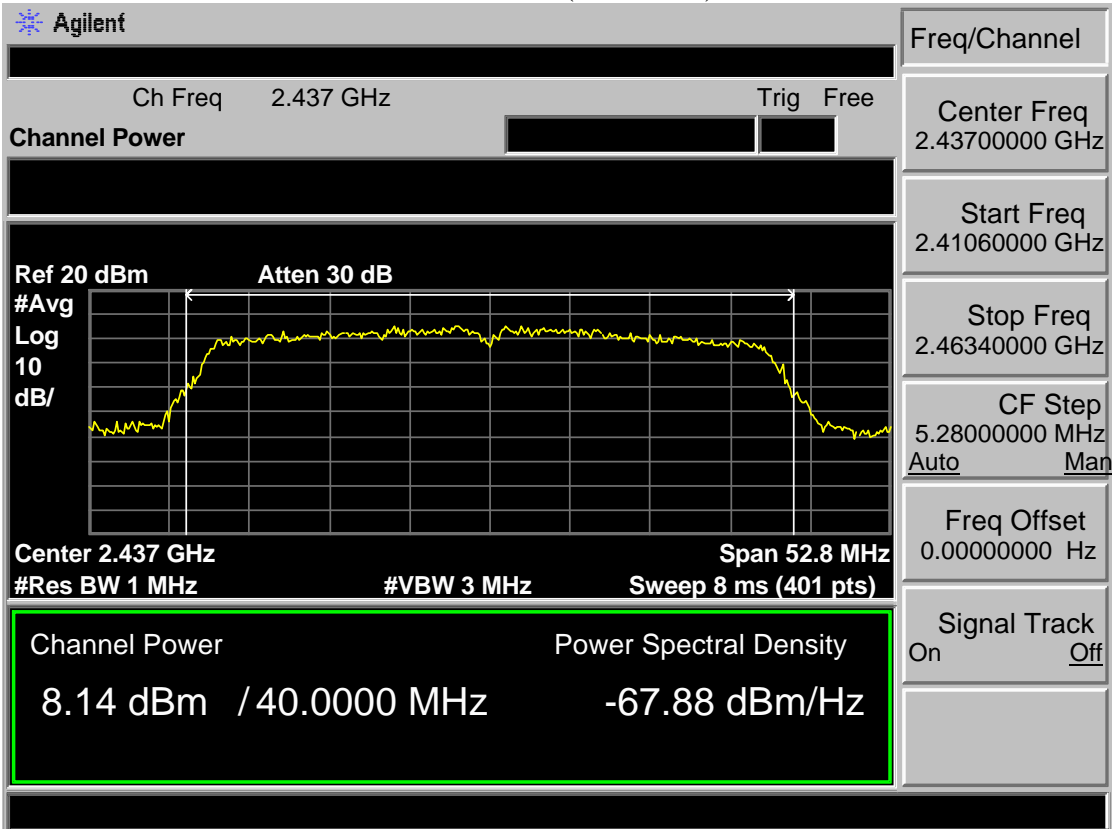 Agilent
Freq/Channel
Ch Freq 2.437 GHz Trig Free
Channel Power
Center Freq
2.43700000 GHz
Start Freq
2.41060000 GHz
Stop Freq
2.46340000 GHz
CF Step
5.28000000 MHz
Auto Man
Freq Offset
0.00000000 Hz
Signal Track
On Off
Ref 20 dBm Atten 30 dB
#Avg
Log
10
dB/
Center 2.437 GHz Span 52.8 MHz
#Res BW 1 MHz #VBW 3 MHz Sweep 8 ms (401 pts)
Channel Power Power Spectral Density
8.14 dBm / 40.0000 MHz -67.88 dBm/Hz